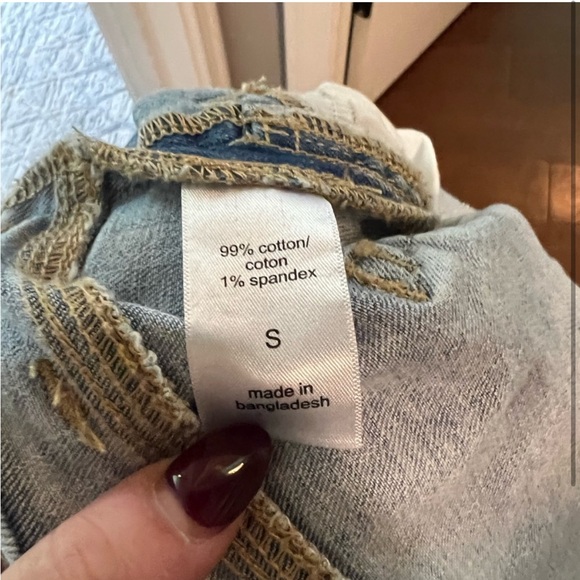 99% cotton/
coton
1% spandex
S
made in
bangladesh